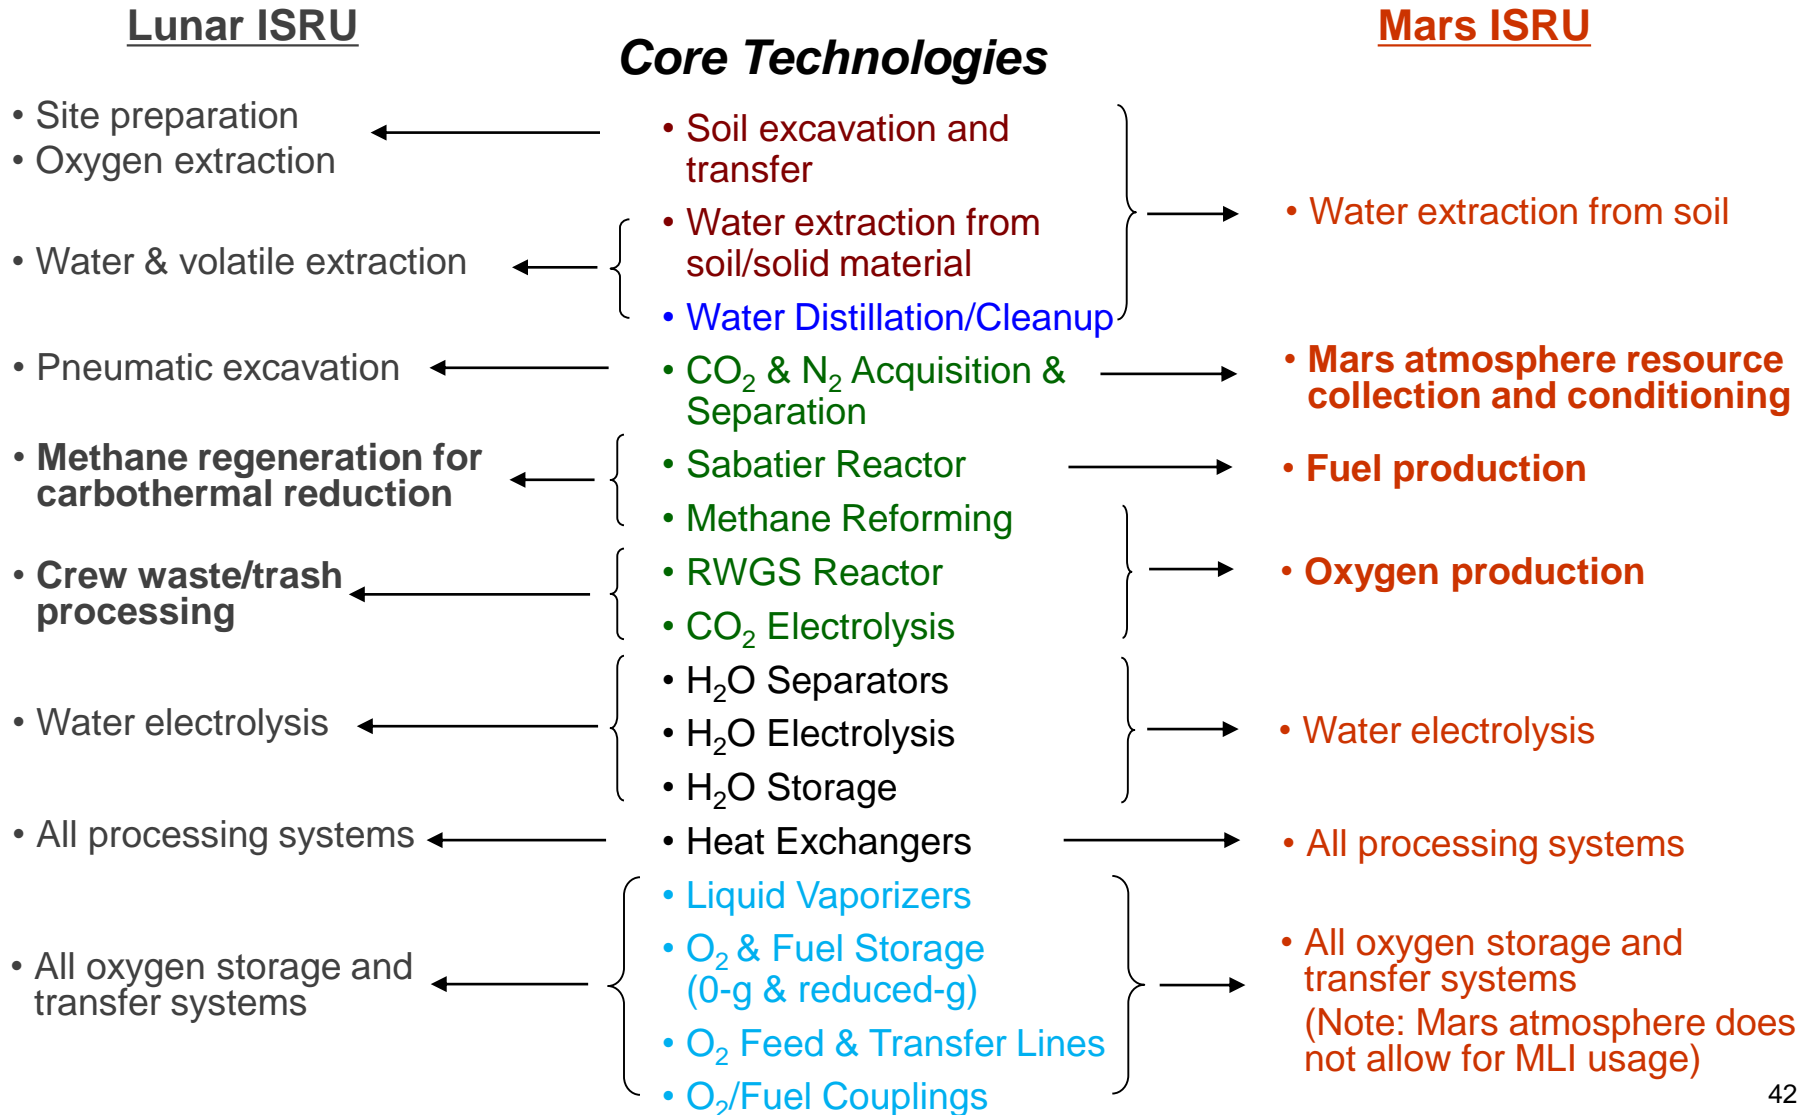 Lunar ISRU
• Site preparation
• Oxygen extraction
• Water & volatile extraction
• Pneumatic excavation
• Methane regeneration for
carbothermal reduction
• Crew waste/trash
processing
• Water electrolysis
• All processing systems
• All oxygen storage and
transfer systems
Core Technologies
• Soil excavation and
transfer
• Water extraction from
soil/solid material
• Water Distillation/Cleanup
• CO₂ & N₂ Acquisition &
Separation
• Sabatier Reactor
• Methane Reforming
• RWGS Reactor
• CO₂ Electrolysis
• H₂O Separators
• H₂O Electrolysis
• H₂O Storage
• Heat Exchangers
• Liquid Vaporizers
• O₂ & Fuel Storage
(0-g & reduced-g)
• O₂ Feed & Transfer Lines
• O₂/Fuel Couplings
Mars ISRU
• Water extraction from soil
• Mars atmosphere resource
collection and conditioning
• Fuel production
• Oxygen production
• Water electrolysis
• All processing systems
• All oxygen storage and
transfer systems
(Note: Mars atmosphere does
not allow for MLI usage)
42